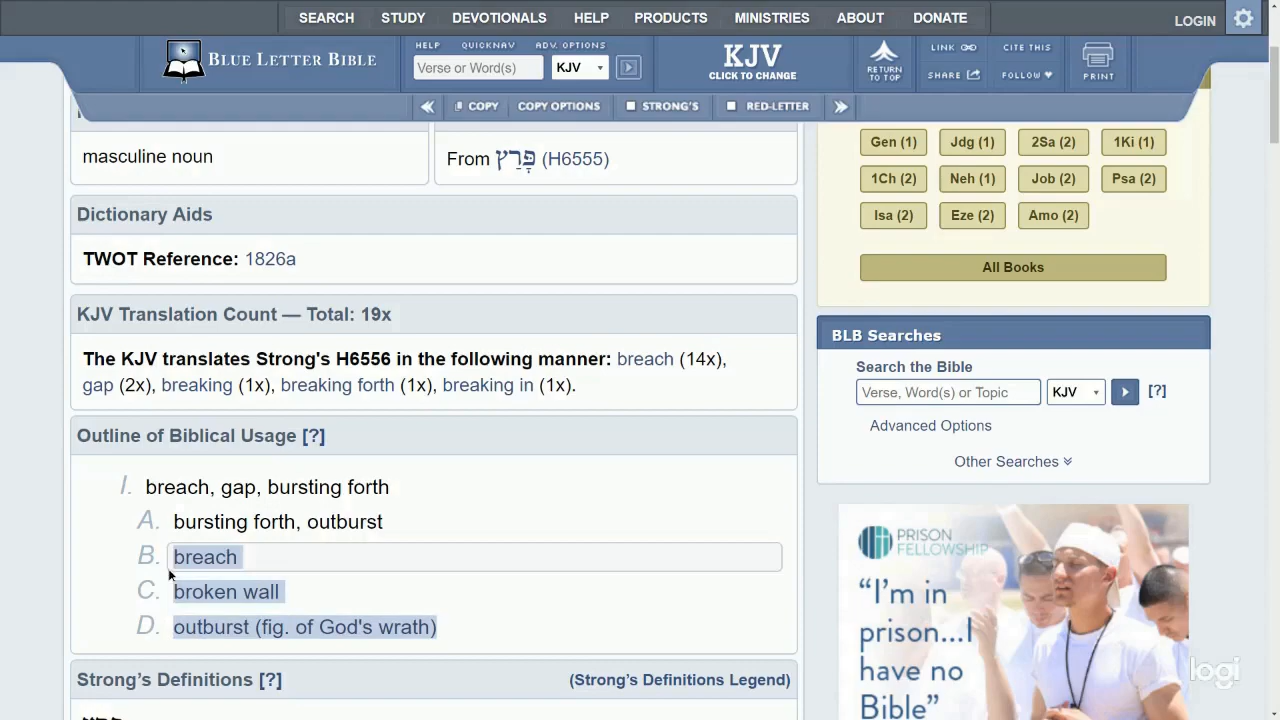 SEARCH STUDY DEVOTIONALS HELP PRODUCTS MINISTRIES ABOUT DONATE LOGIN
BLUE LETTER BIBLE
HELP QUICKNAV ADV. OPTIONS
Verse or Word(s) KJV
KJV
CLICK TO CHANGE
RETURN
TO TOP
LINK CITE THIS
SHARE FOLLOW
PRINT
COPY COPY OPTIONS STRONG'S RED-LETTER
masculine noun
From פָּרַץ (H6555)
Dictionary Aids
TWOT Reference: 1826a
KJV Translation Count — Total: 19x
The KJV translates Strong's H6556 in the following manner: breach (14x),
gap (2x), breaking (1x), breaking forth (1x), breaking in (1x).
Outline of Biblical Usage [?]
I. breach, gap, bursting forth
A. bursting forth, outburst
B. breach
C. broken wall
D. outburst (fig. of God's wrath)
Strong's Definitions [?] (Strong's Definitions Legend)
Gen (1) Jdg (1) 2Sa (2) 1Ki (1)
1Ch (2) Neh (1) Job (2) Psa (2)
Isa (2) Eze (2) Amo (2)
All Books
BLB Searches
Search the Bible
Verse, Word(s) or Topic KJV [?]
Advanced Options
Other Searches
PRISON
FELLOWSHIP
"I'm in
prison...I
have no
Bible"
logi